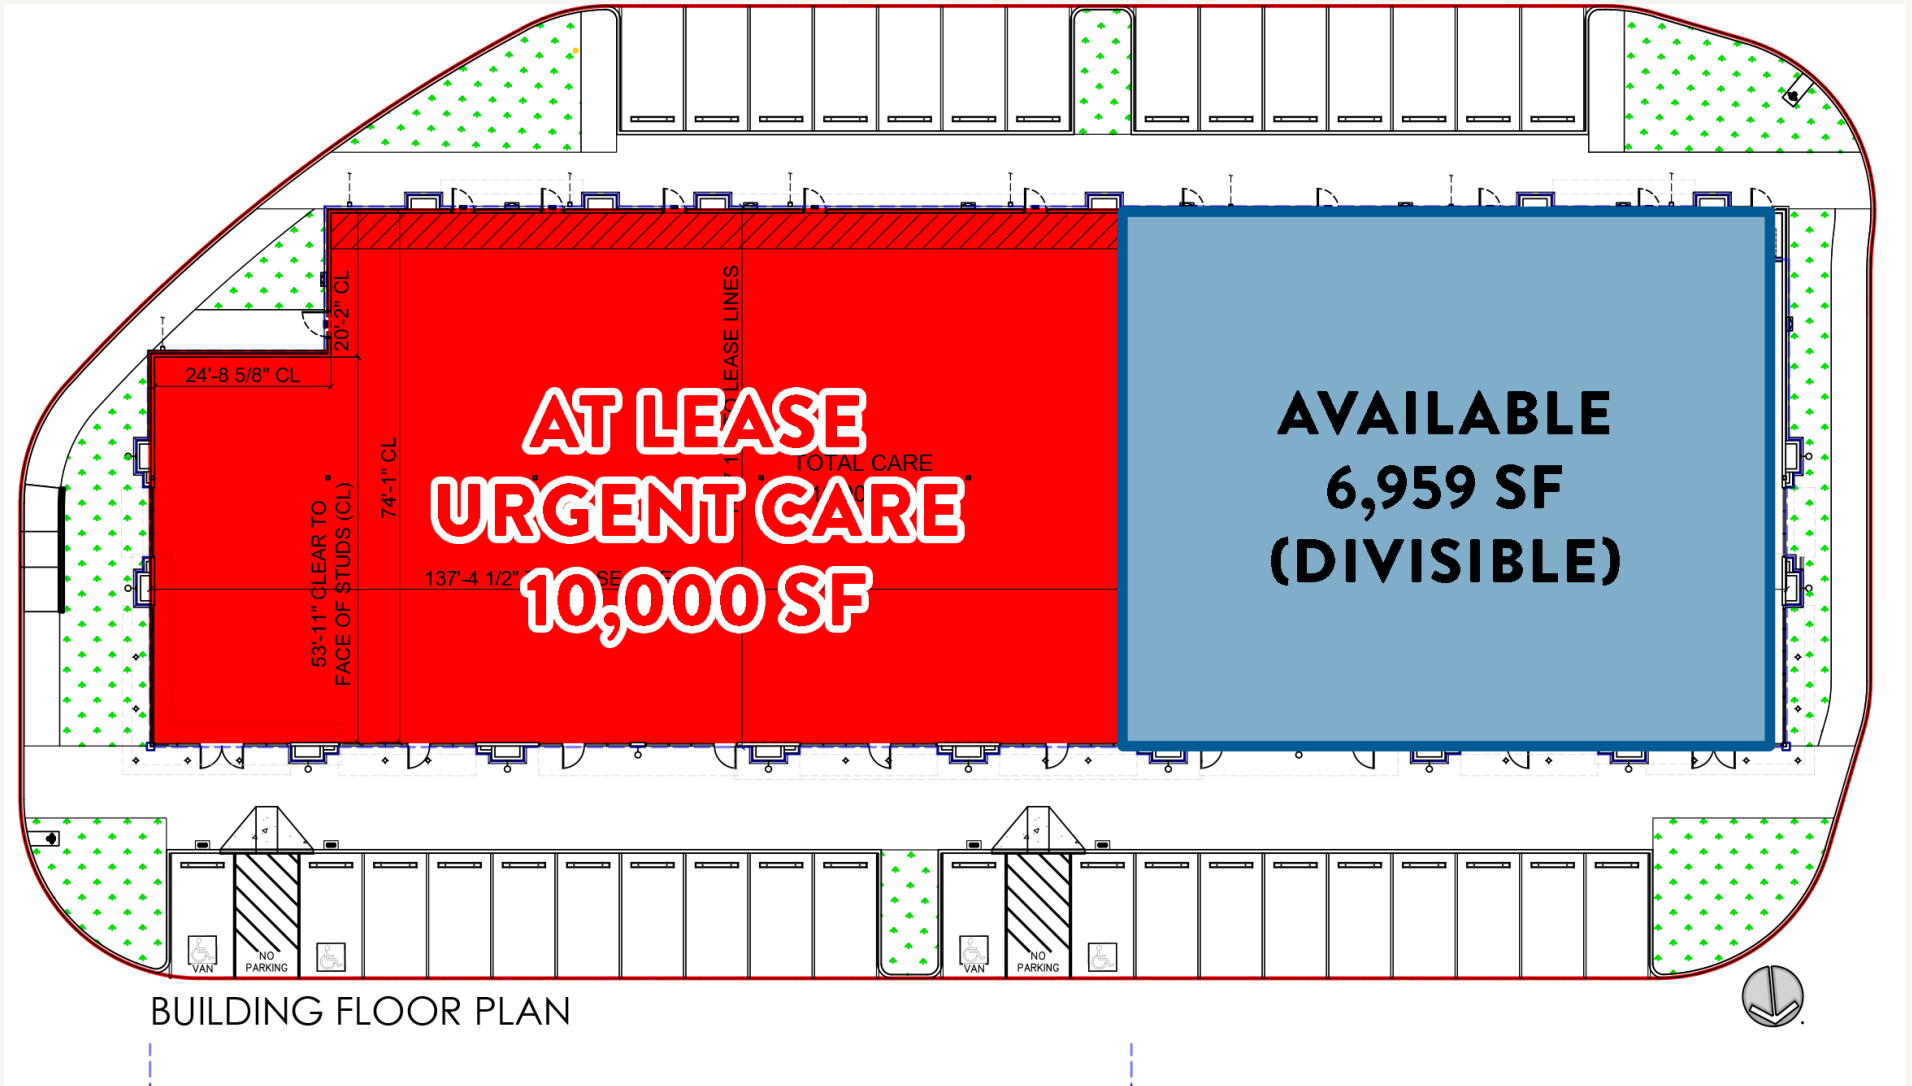 20'-2" CL
24'-8 5/8" CL
LEASE LINES
74'-1" CL
AT LEASE
URGENT CARE
10,000 SF
TOTAL CARE
53'-11" CLEAR TO
FACE OF STUDS (CL)
137'-4 1/2"
AVAILABLE
6,959 SF
(DIVISIBLE)
VAN
NO
PARKING
VAN
NO
PARKING
BUILDING FLOOR PLAN